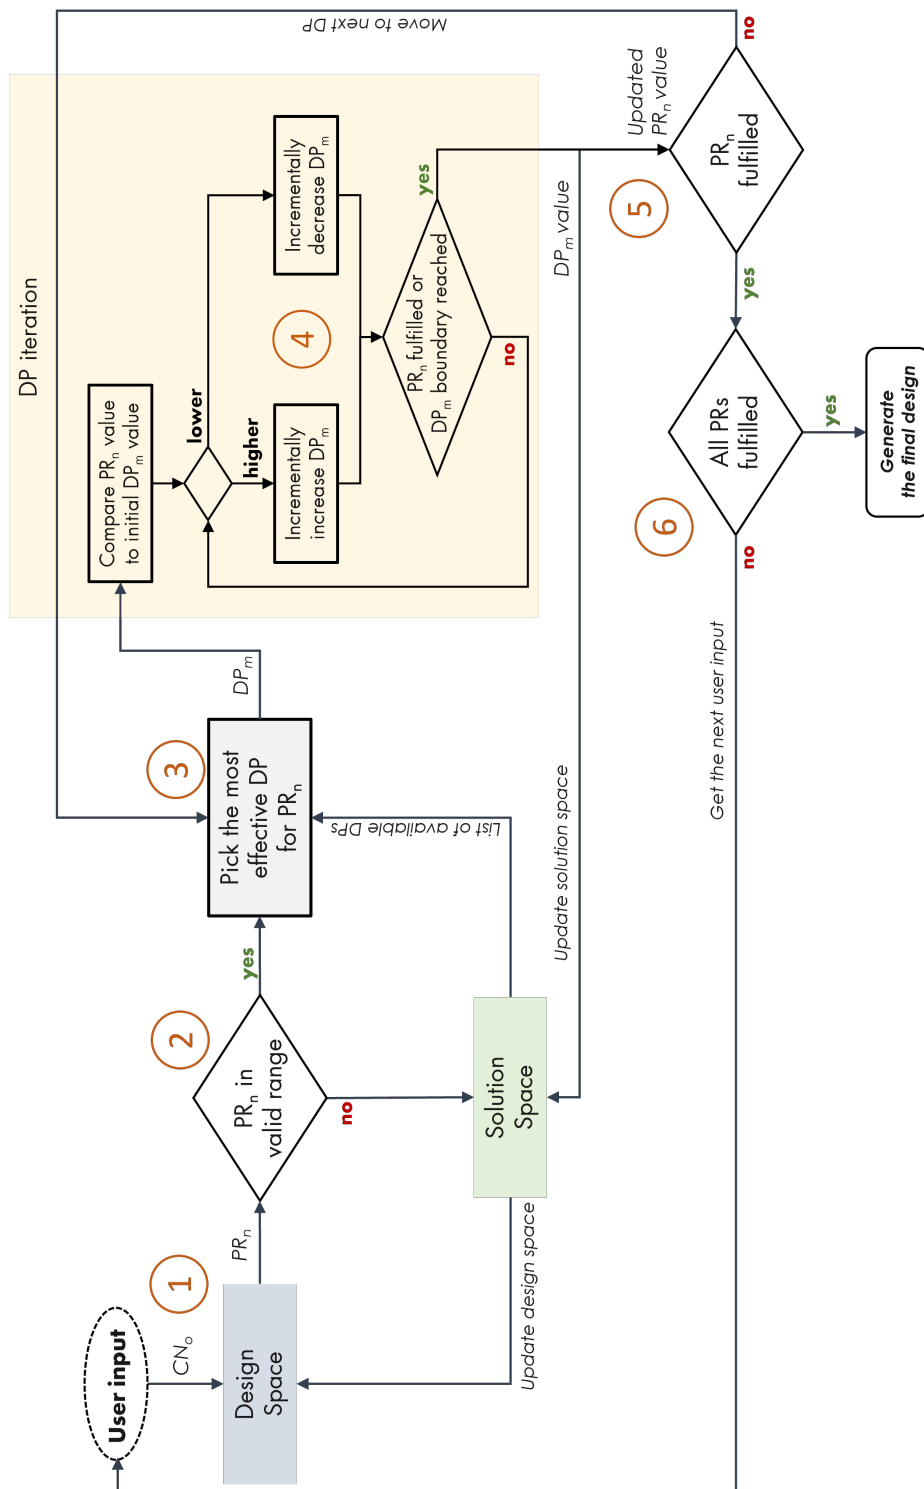 User input
CNo
1
Design
Space
PRn
2
PRn in
valid range
yes
no
Solution
Space
Update design space
3
Pick the most
effective DP
for PRn
List of available DPs
DPm
DP iteration
Compare PRn value
to initial DPm value
lower
higher
Incrementally
increase DPm
4
Incrementally
decrease DPm
PRn fulfilled or
DPm boundary reached
yes
no
Move to next DP
Updated
PRn value
DPm value
Update solution space
5
PRn
fulfilled
no
yes
6
All PRs
fulfilled
no
yes
Get the next user input
Generate
the final design